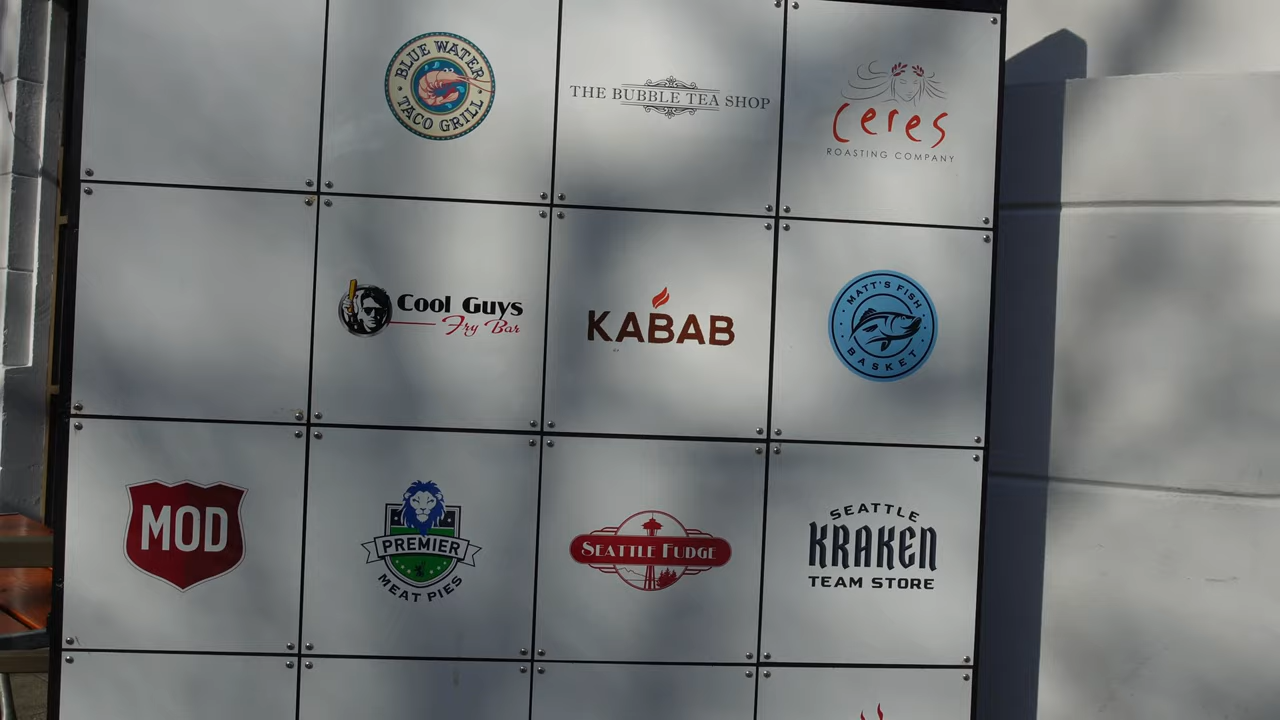 BLUE WATER
TACO GRILL
THE BUBBLE TEA SHOP
ceres
ROASTING COMPANY
Cool Guys
Fry Bar
KABAB
MATT'S FISH
BASKET
MOD
PREMIER
MEAT PIES
SEATTLE FUDGE
SEATTLE
KRAKEN
TEAM STORE